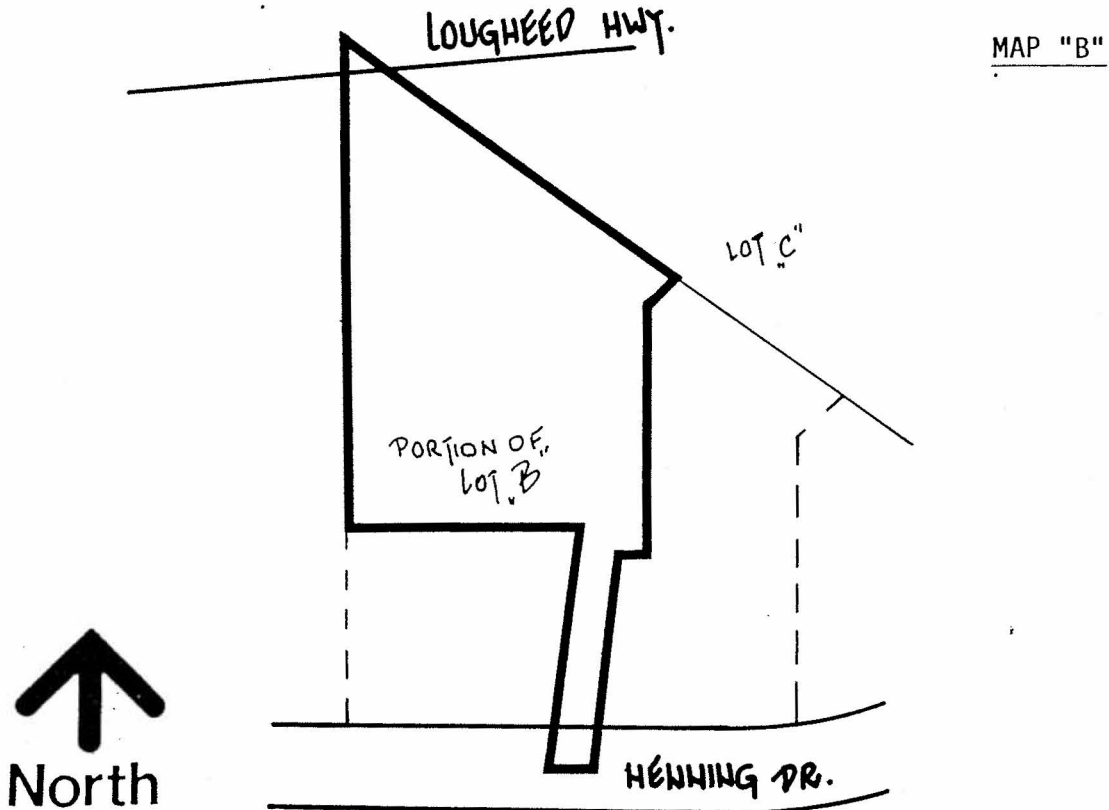 LOUGHEED HWY.
MAP "B"
LOT "C"
PORTION OF
LOT "B"
North
HENNING DR.